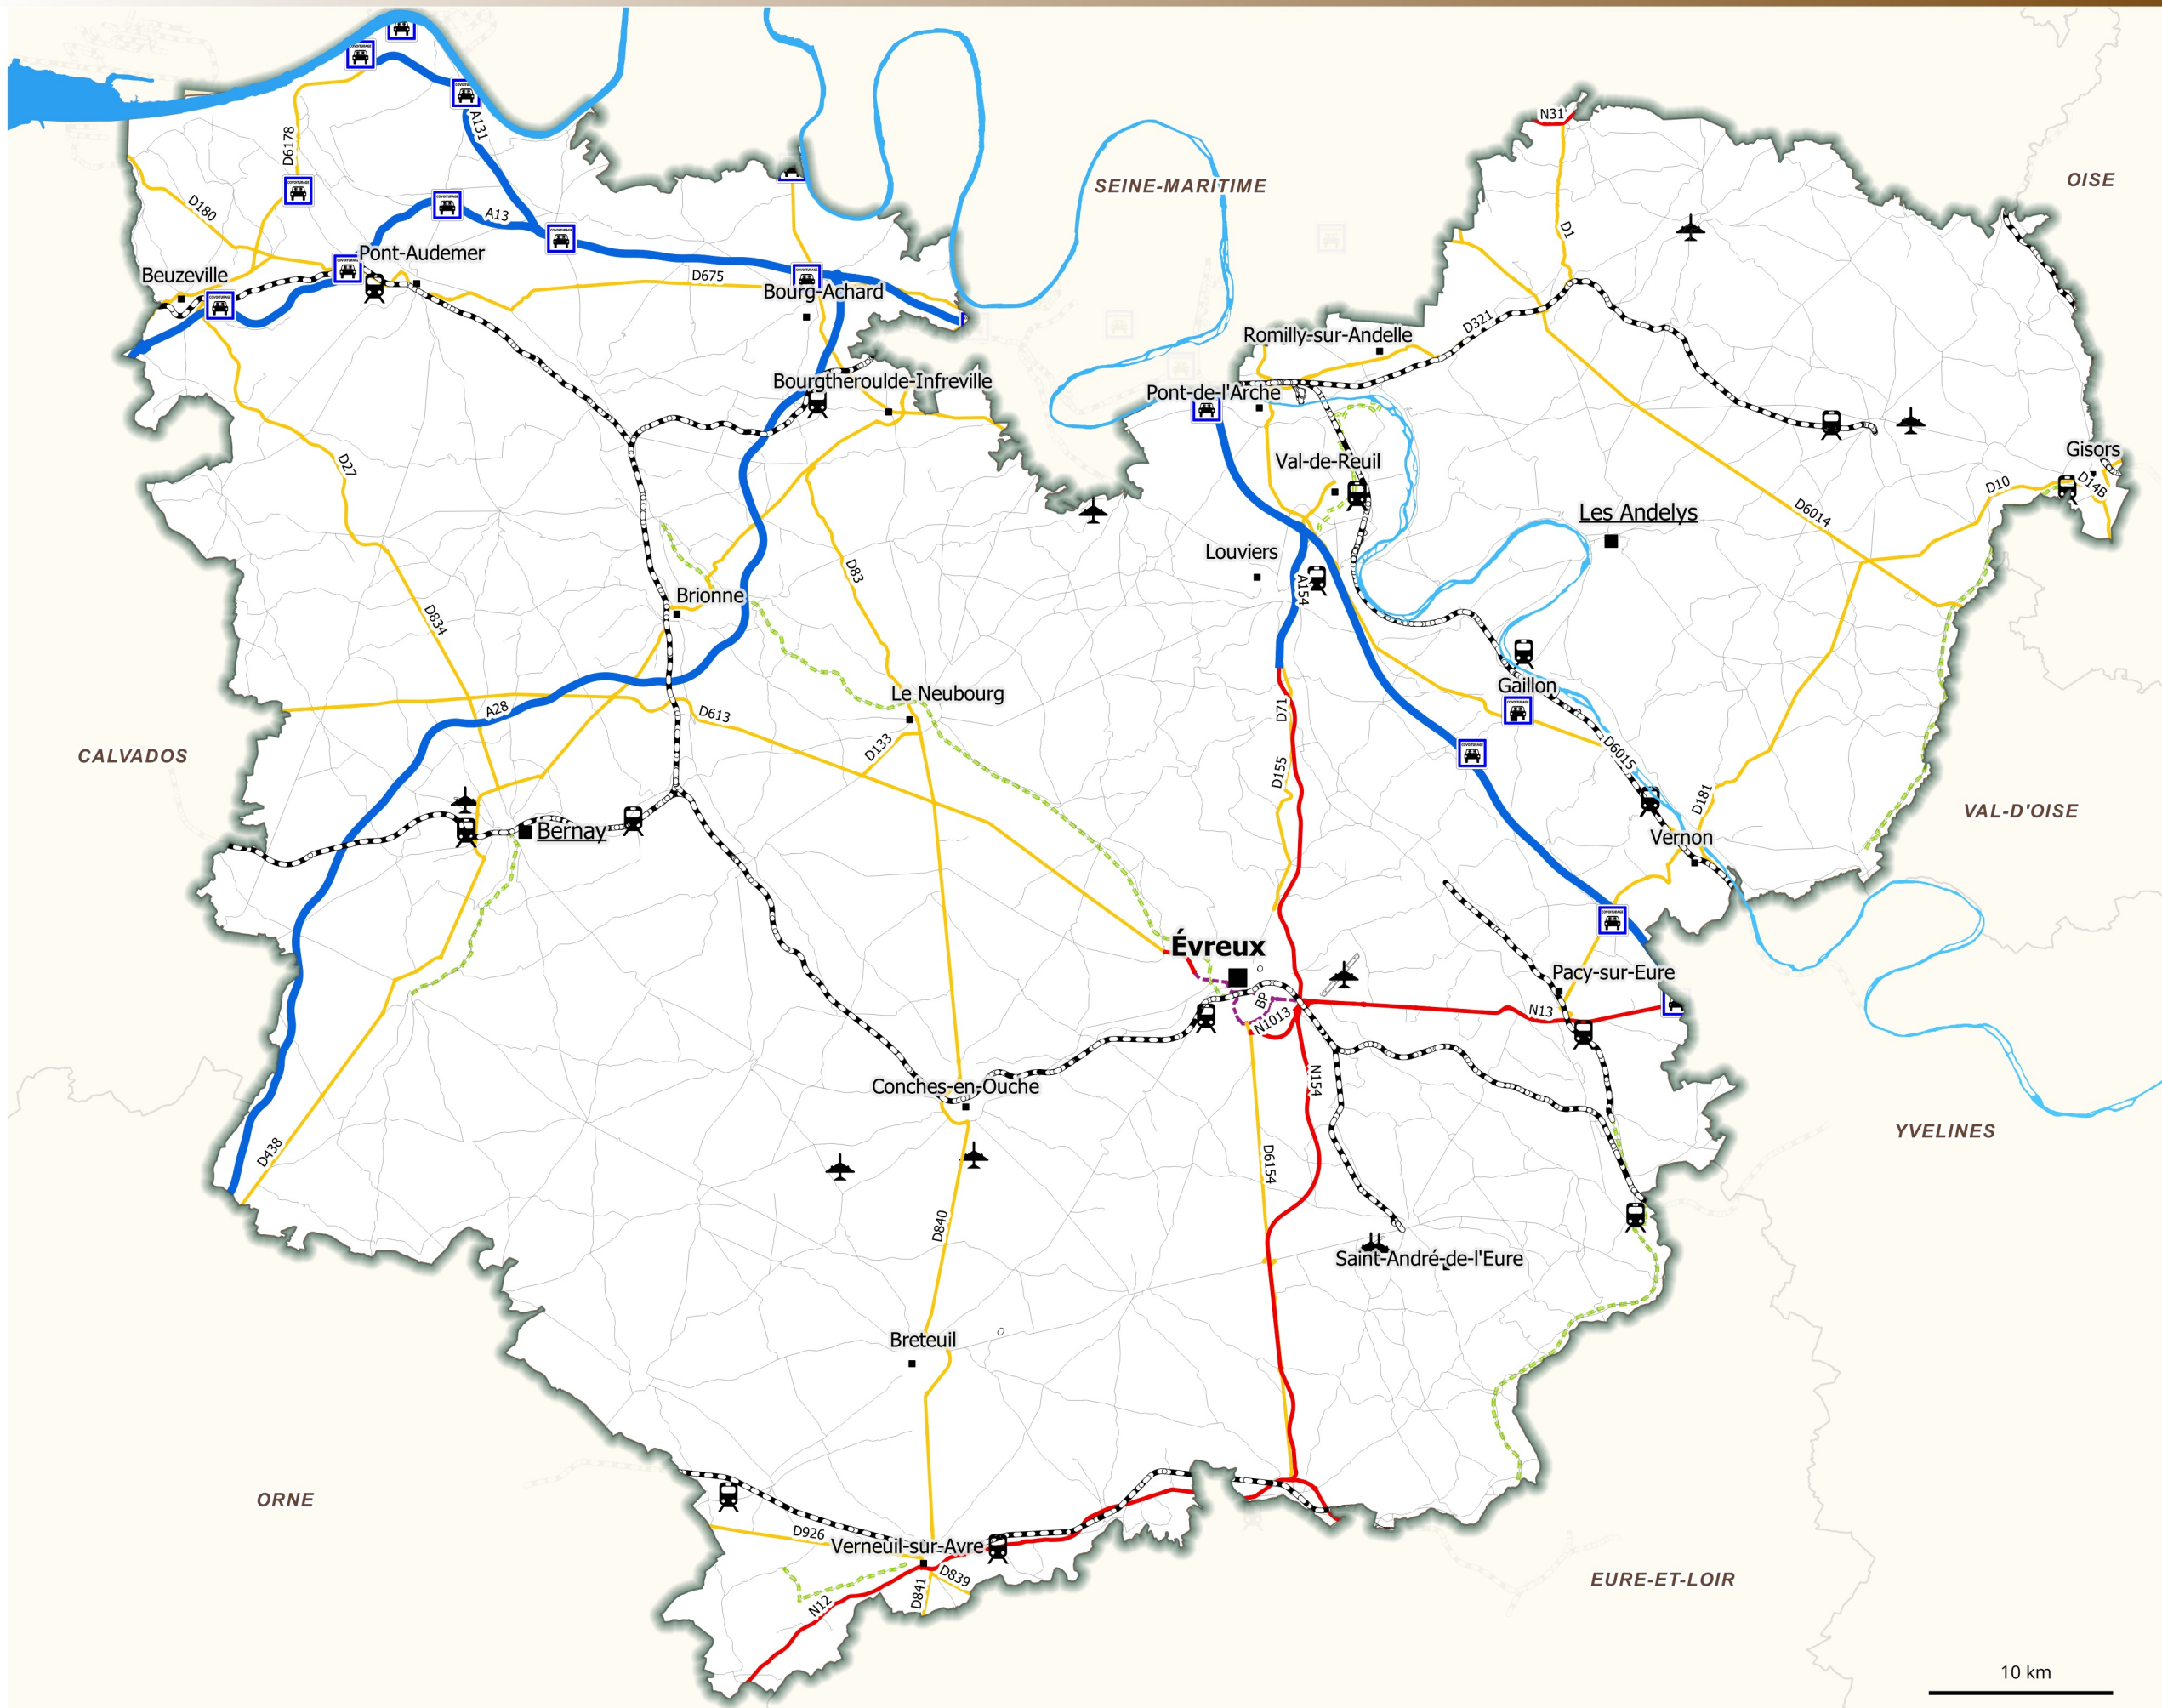 N31
OISE
SEINE-MARITIME
A131
D6178
D180
A13
D1
Pont-Audemer
Beuzeville
D675
Bourg-Achard
D321
Romilly-sur-Andelle
Bourgtheroulde-Infreville
Pont-de-l'Arche
Gisors
D27
Val-de-Reuil
D14B
D10
D6014
Les Andelys
Louviers
D83
A154
Brionne
D834
Gaillon
Le Neubourg
A28
D613
D71
D133
D6015
CALVADOS
D155
D181
VAL-D'OISE
Bernay
Vernon
Évreux
Pacy-sur-Eure
BP
N1013
N13
N154
Conches-en-Ouche
YVELINES
D438
D6154
D840
Saint-André-de-l'Eure
Breteuil
ORNE
D926
Verneuil-sur-Avre
D839
D841
N12
EURE-ET-LOIR
10 km